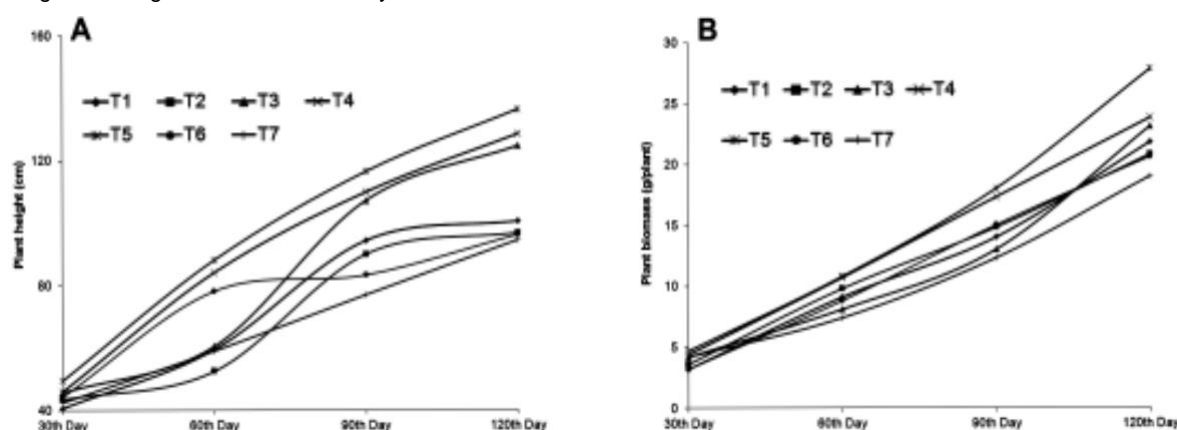 A
160
120
80
40
Plant height (cm)
T1 T2 T3 T4
T5 T6 T7
30th Day 60th Day 90th Day 120th Day
B
30
25
20
15
10
5
0
Plant biomass (g/plant)
T1 T2 T3 T4
T5 T6 T7
30th Day 60th Day 90th Day 120th Day